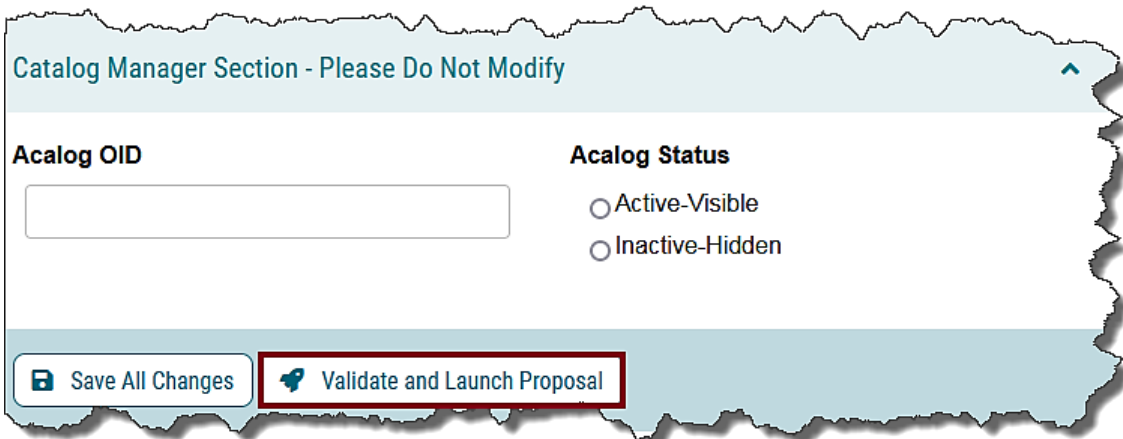 Catalog Manager Section - Please Do Not Modify
Acalog OID
Acalog Status
Active-Visible
Inactive-Hidden
Save All Changes
Validate and Launch Proposal